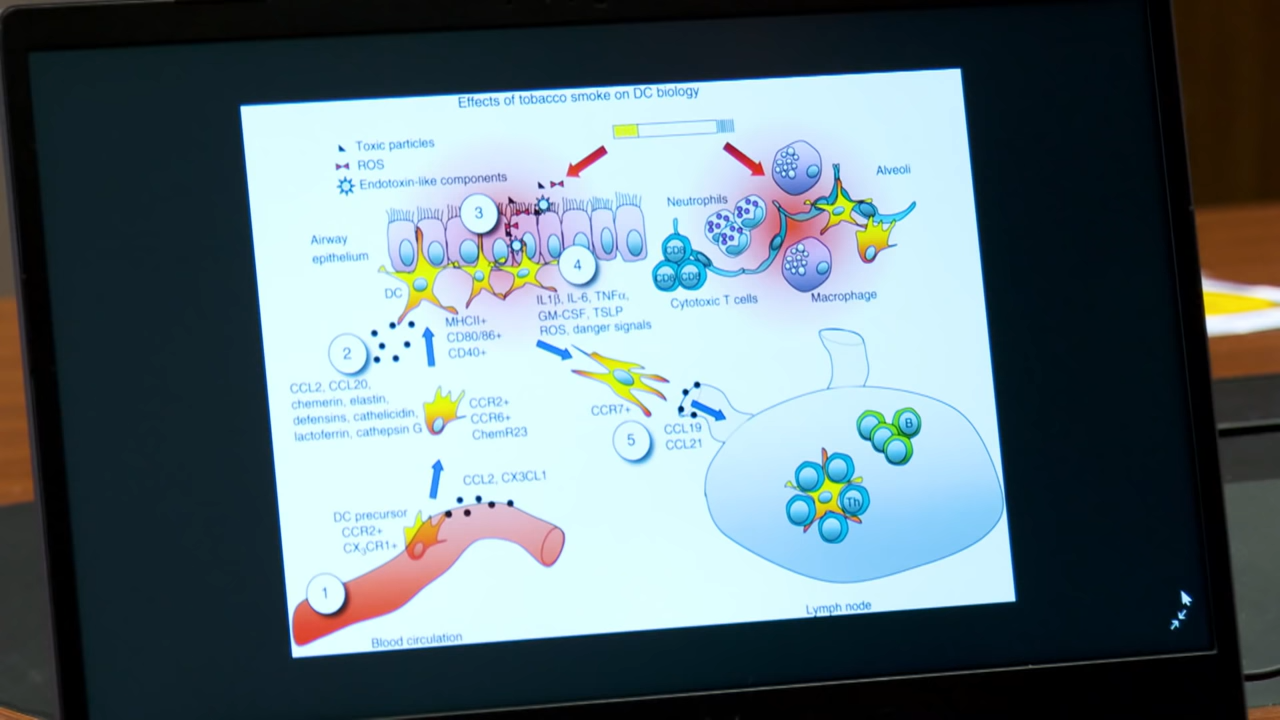 Effects of tobacco smoke on DC biology
Toxic particles
ROS
Endotoxin-like components
Alveoli
Neutrophils
3
Airway
epithelium
4
CD8
CD8 CD8
DC
IL1β, IL-6, TNFα,
GM-CSF, TSLP
ROS, danger signals
Cytotoxic T cells
Macrophage
MHCII+
CD80/86+
CD40+
2
CCL2, CCL20,
chemerin, elastin,
defensins, cathelicidin,
lactoferrin, cathepsin G
CCR2+
CCR6+
ChemR23
CCR7+
5
CCL19
CCL21
B
Th
CCL2, CX3CL1
DC precursor
CCR2+
CX₃CR1+
1
Blood circulation
Lymph node